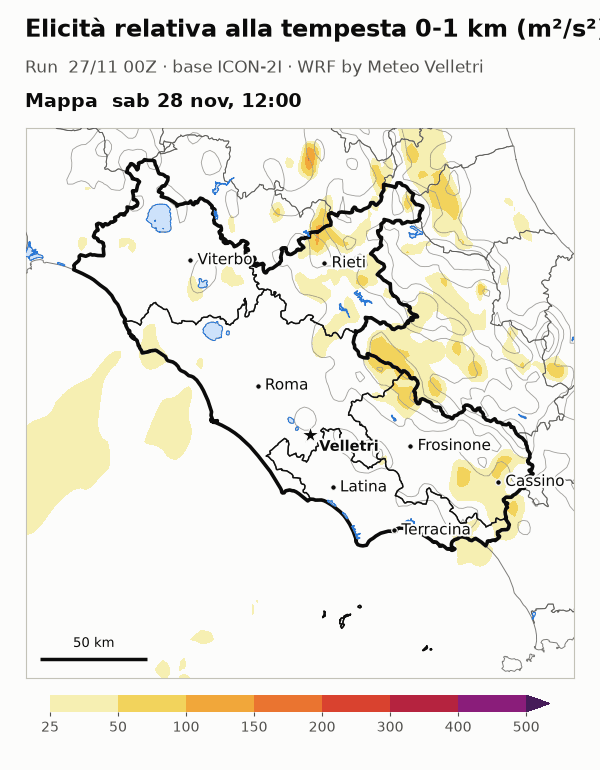 Elicità relativa alla tempesta 0-1 km (m²/s²)
Run 27/11 00Z · base ICON-2I · WRF by Meteo Velletri
Mappa sab 28 nov, 12:00
Viterbo
Rieti
Roma
Velletri
Frosinone
Cassino
Latina
Terracina
50 km
25 50 100 150 200 300 400 500